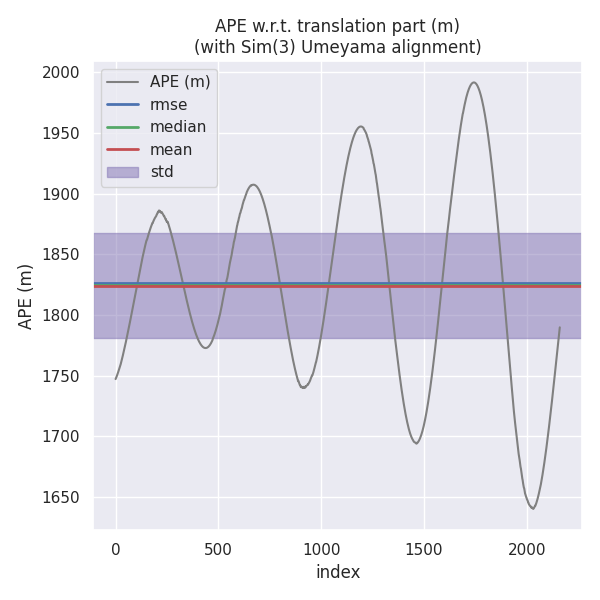 APE w.r.t. translation part (m)
(with Sim(3) Umeyama alignment)
APE (m)
rmse
median
mean
std
2000
1950
1900
1850
1800
1750
1700
1650
APE (m)
0
500
1000
1500
2000
index